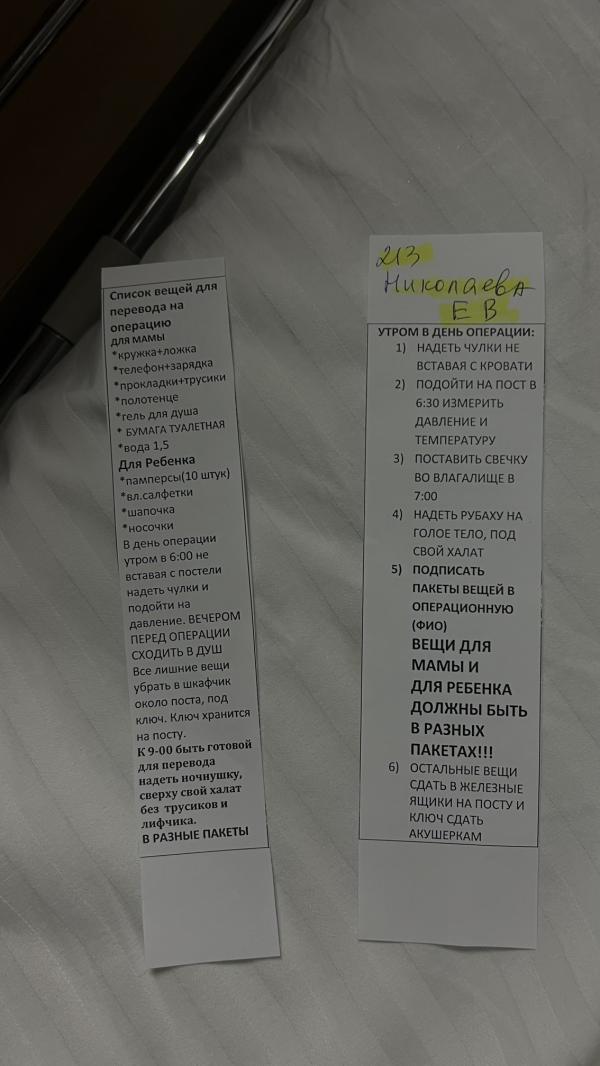 Список вещей для
перевода на
операцию
для мамы
*кружка+ложка
*телефон+зарядка
*прокладки+трусики
*полотенце
*гель для душа
* БУМАГА ТУАЛЕТНАЯ
*вода 1,5
Для Ребенка
*памперсы(10 штук)
*вл.салфетки
*шапочка
*носочки
В день операции
утром в 6:00 не
вставая с постели
надеть чулки и
подойти на
давление. ВЕЧЕРОМ
ПЕРЕД ОПЕРАЦИИ
СХОДИТЬ В ДУШ
Все лишние вещи
убрать в шкафчик
около поста, под
ключ. Ключ хранится
на посту.
К 9-00 быть готовой
для перевода
надеть ночнушку,
сверху свой халат
без трусиков и
лифчика.
В РАЗНЫЕ ПАКЕТЫ
213
Николаева
Е В
УТРОМ В ДЕНЬ ОПЕРАЦИИ:
1) НАДЕТЬ ЧУЛКИ НЕ
ВСТАВАЯ С КРОВАТИ
2) ПОДОЙТИ НА ПОСТ В
6:30 ИЗМЕРИТЬ
ДАВЛЕНИЕ И
ТЕМПЕРАТУРУ
3) ПОСТАВИТЬ СВЕЧКУ
ВО ВЛАГАЛИЩЕ В
7:00
4) НАДЕТЬ РУБАХУ НА
ГОЛОЕ ТЕЛО, ПОД
СВОЙ ХАЛАТ
5) ПОДПИСАТЬ
ПАКЕТЫ ВЕЩЕЙ В
ОПЕРАЦИОННУЮ
(ФИО)
ВЕЩИ ДЛЯ
МАМЫ И
ДЛЯ РЕБЕНКА
ДОЛЖНЫ БЫТЬ
В РАЗНЫХ
ПАКЕТАХ!!!
6) ОСТАЛЬНЫЕ ВЕЩИ
СДАТЬ В ЖЕЛЕЗНЫЕ
ЯЩИКИ НА ПОСТУ И
КЛЮЧ СДАТЬ
АКУШЕРКАМ